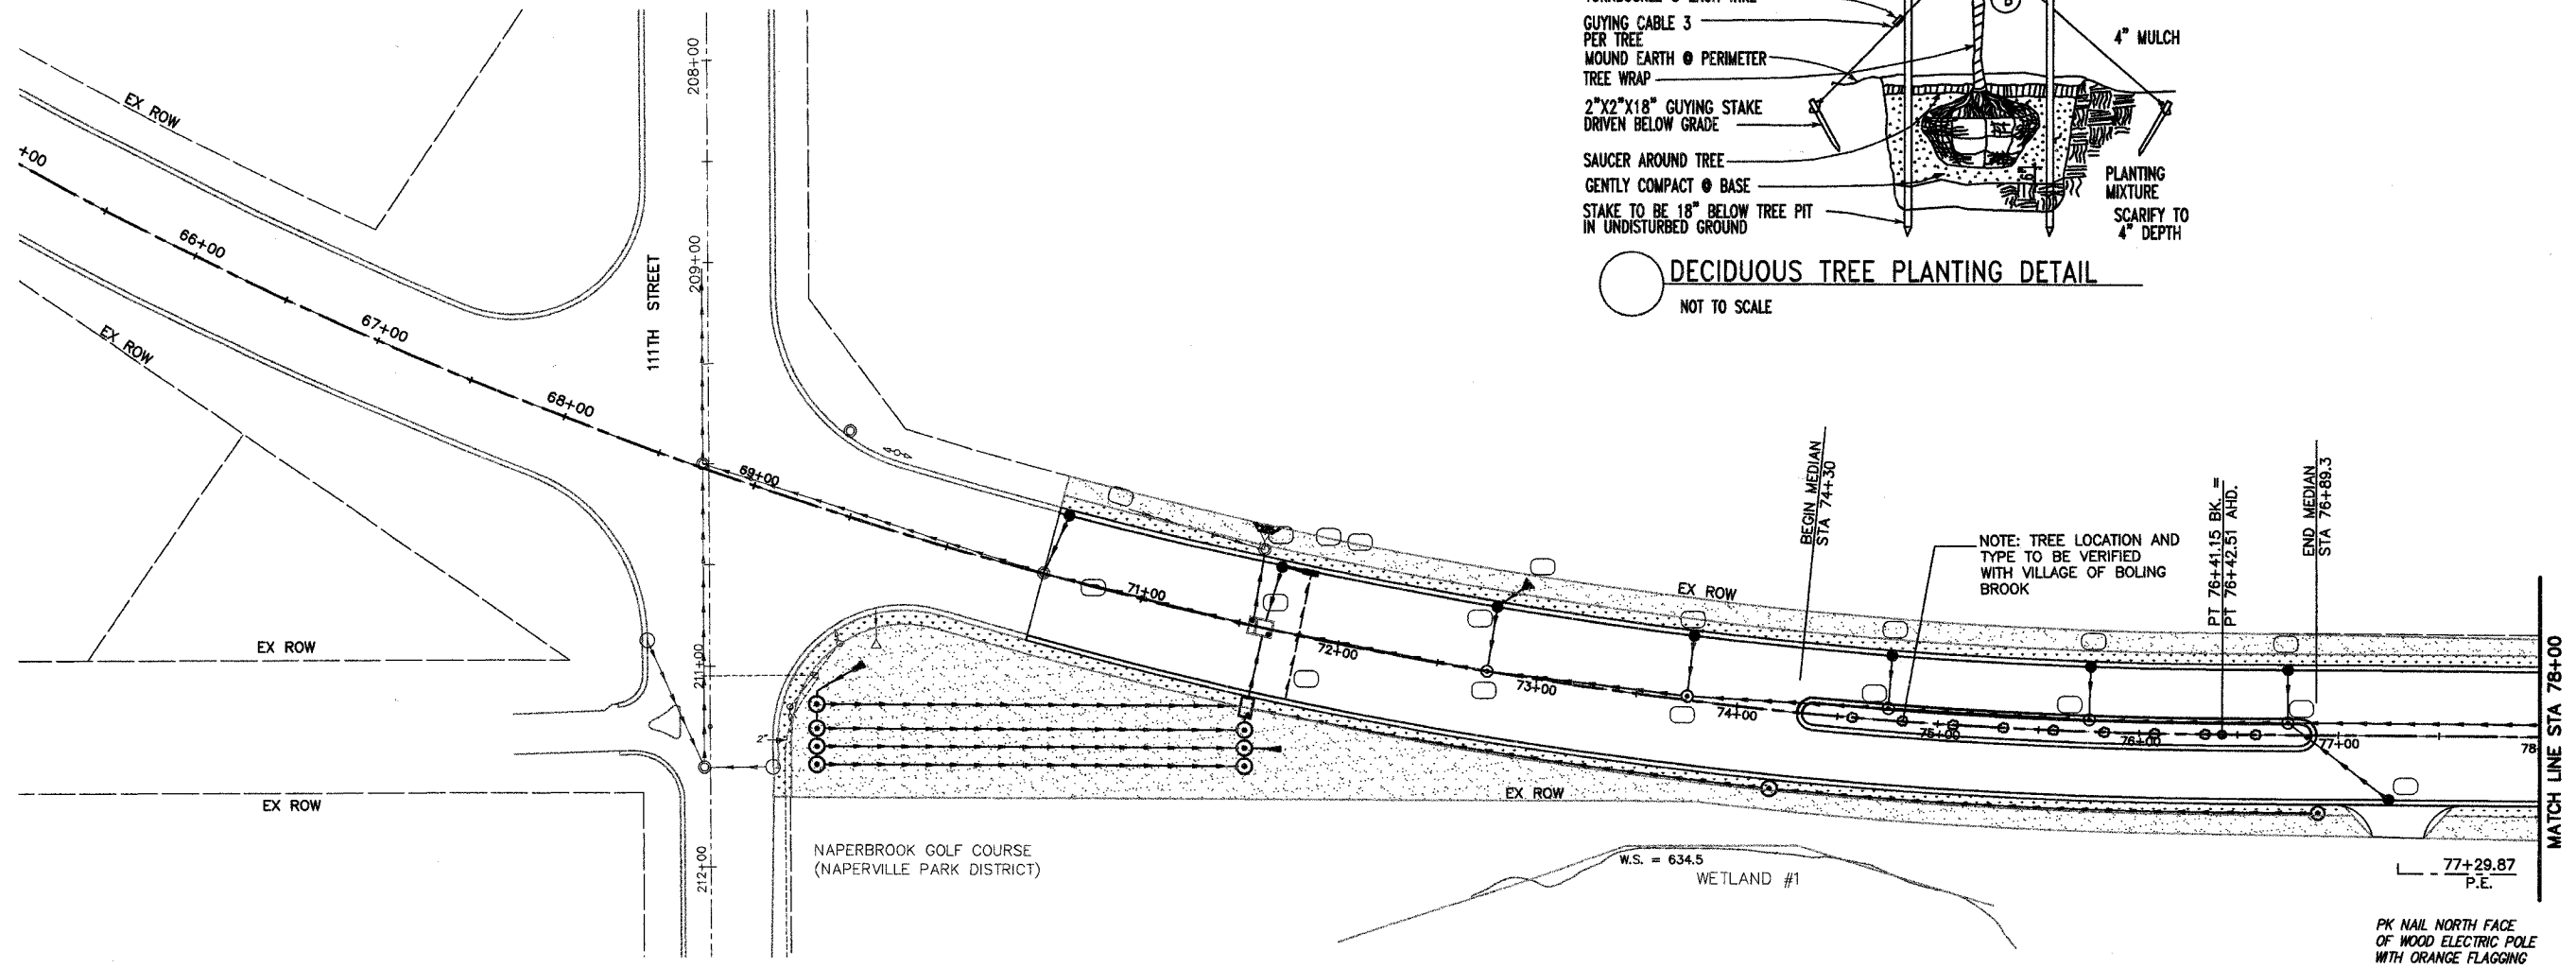 GUYING CABLE 3
PER TREE
MOUND EARTH @ PERIMETER
TREE WRAP
2"X2"X18" GUYING STAKE
DRIVEN BELOW GRADE
SAUCER AROUND TREE
GENTLY COMPACT @ BASE
STAKE TO BE 18" BELOW TREE PIT
IN UNDISTURBED GROUND
B
4" MULCH
6"
PLANTING
MIXTURE
SCARIFY TO
4" DEPTH
DECIDUOUS TREE PLANTING DETAIL
NOT TO SCALE
EX ROW
+00
66+00
EX ROW
67+00
68+00
111TH STREET
208+00
209+00
69+00
EX ROW
211+00
EX ROW
212+00
2"
71+00
72+00
73+00
74+00
75+00
76+00
77+00
78
EX ROW
BEGIN MEDIAN
STA 74+30
NOTE: TREE LOCATION AND
TYPE TO BE VERIFIED
WITH VILLAGE OF BOLING
BROOK
PT 76+41.15 BK. =
PT 76+42.51 AHD.
END MEDIAN
STA 76+89.3
MATCH LINE STA 78+00
EX ROW
NAPERBROOK GOLF COURSE
(NAPERVILLE PARK DISTRICT)
W.S. = 634.5
WETLAND #1
77+29.87
P.E.
PK NAIL NORTH FACE
OF WOOD ELECTRIC POLE
WITH ORANGE FLAGGING